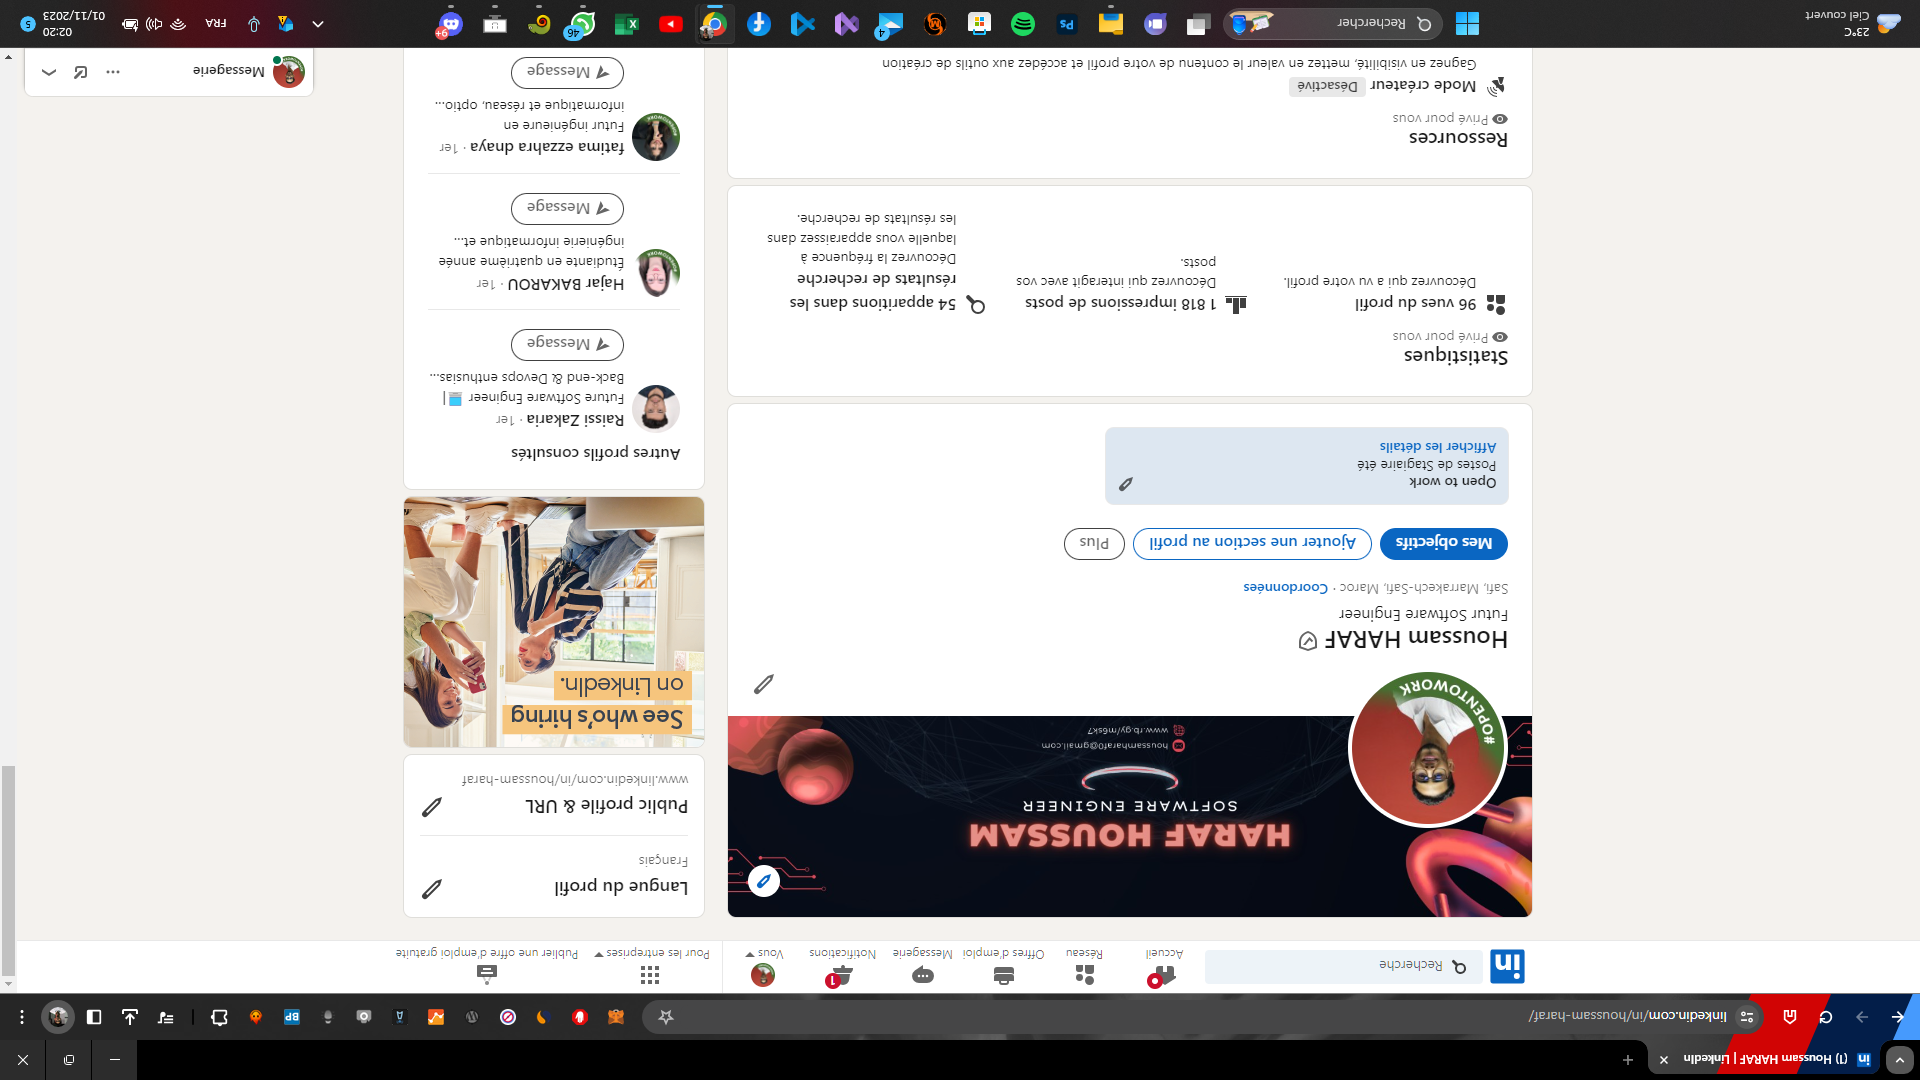 (1) Houssam HARAF | LinkedIn
linkedin.com/in/houssam-haraf/
BP
in
Recherche
Accueil
Réseau
Offres d'emploi
Messagerie
1
Notifications
Vous
Pour les entreprises
Publier une offre d'emploi gratuite
HARAF HOUSSAM
SOFTWARE ENGINEER
houssamharaf0@gmail.com
www.rb.gy/m6sk7
#OPENTOWORK
Houssam HARAF
Futur Software Engineer
Safi, Marrakech-Safi, Maroc · Coordonnées
Mes objectifs
Ajouter une section au profil
Plus
Open to work
Postes de Stagiaire été
Afficher les détails
Statistiques
Privé pour vous
96 vues du profil
Découvrez qui a vu votre profil.
1 818 impressions de posts
Découvrez qui interagit avec vos
posts.
54 apparitions dans les
résultats de recherche
Découvrez la fréquence à
laquelle vous apparaissez dans
les résultats de recherche.
Ressources
Privé pour vous
Mode créateur Désactivé
Gagnez en visibilité, mettez en valeur le contenu de votre profil et accédez aux outils de création
Langue du profil
Français
Public profile & URL
www.linkedin.com/in/houssam-haraf
See who's hiring
on LinkedIn.
Autres profils consultés
Raissi Zakaria · 1er
Future Software Engineer |
Back-end & Devops enthusias...
Message
Hajar BAKAROU · 1er
Étudiante en quatrième année
ingénierie informatique et...
Message
fatima ezzahra dnaya · 1er
Futur ingénieure en
informatique et réseau, optio...
Message
Messagerie
23°C
Ciel couvert
Rechercher
Ps
4
46
9+
FRA
02:20
01/11/2023
5